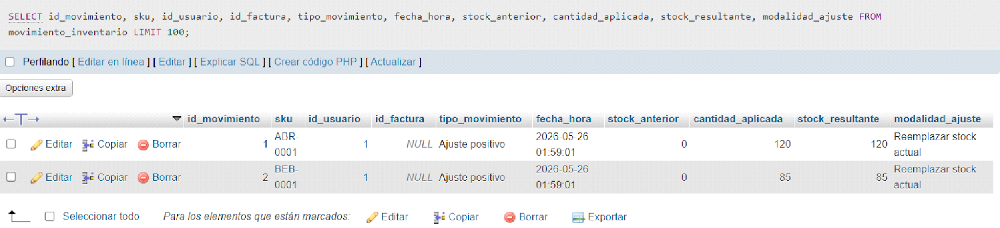 SELECT id_movimiento, sku, id_usuario, id_factura, tipo_movimiento, fecha_hora, stock_anterior, cantidad_aplicada, stock_resultante, modalidad_ajuste FROM
movimiento_inventario LIMIT 100;
Perfilando [ Editar en línea ] [ Editar ] [ Explicar SQL ] [ Crear código PHP ] [ Actualizar ]
Opciones extra
id_movimiento sku id_usuario id_factura tipo_movimiento fecha_hora stock_anterior cantidad_aplicada stock_resultante modalidad_ajuste
Editar Copiar Borrar 1 ABR-0001 1 NULL Ajuste positivo 2026-05-26 01:59:01 0 120 120 Reemplazar stock actual
Editar Copiar Borrar 2 BEB-0001 1 NULL Ajuste positivo 2026-05-26 01:59:01 0 85 85 Reemplazar stock actual
Seleccionar todo Para los elementos que están marcados: Editar Copiar Borrar Exportar